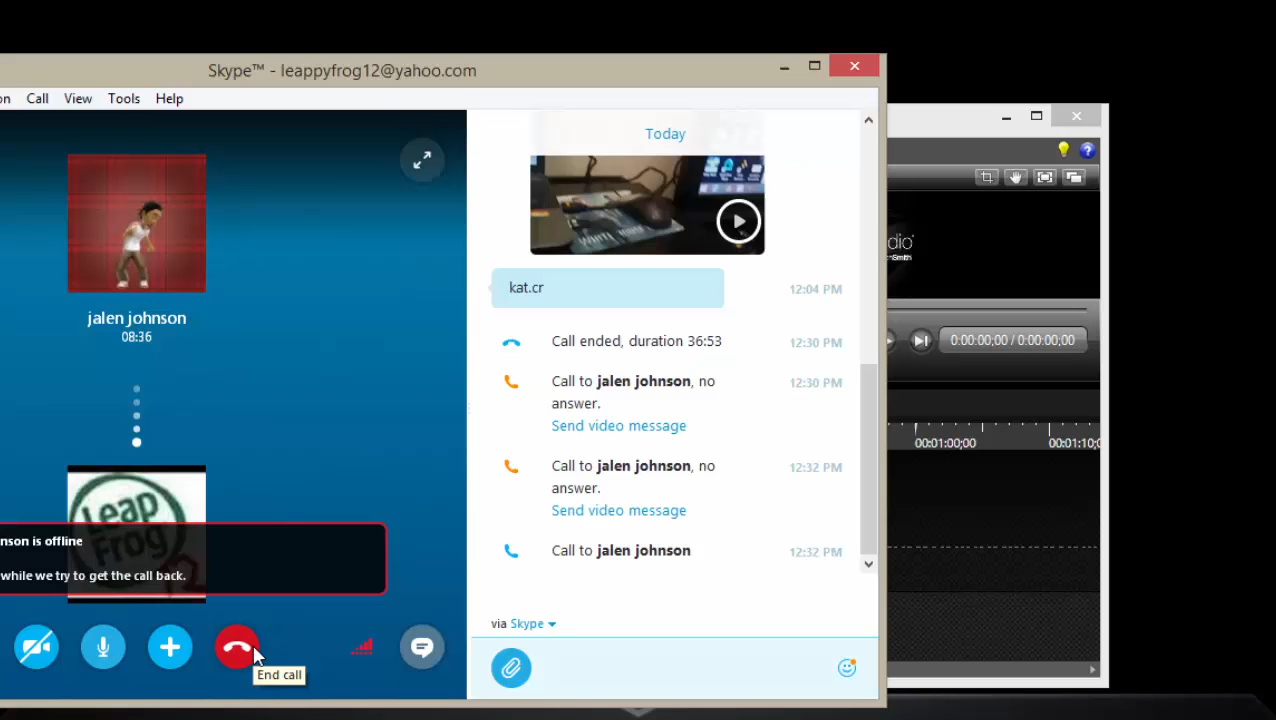 Skype™ - leappyfrog12@yahoo.com
on Call View Tools Help
Today
kat.cr 12:04 PM
Call ended, duration 36:53 12:30 PM
Call to jalen johnson, no 12:30 PM
answer.
Send video message
Call to jalen johnson, no 12:32 PM
answer.
Send video message
Call to jalen johnson 12:32 PM
via Skype
jalen johnson
08:36
Leap
Frog
nson is offline
while we try to get the call back.
End call
dio
0:00:00;00 / 0:00:00;00
00:01:00;00 00:01:10;0